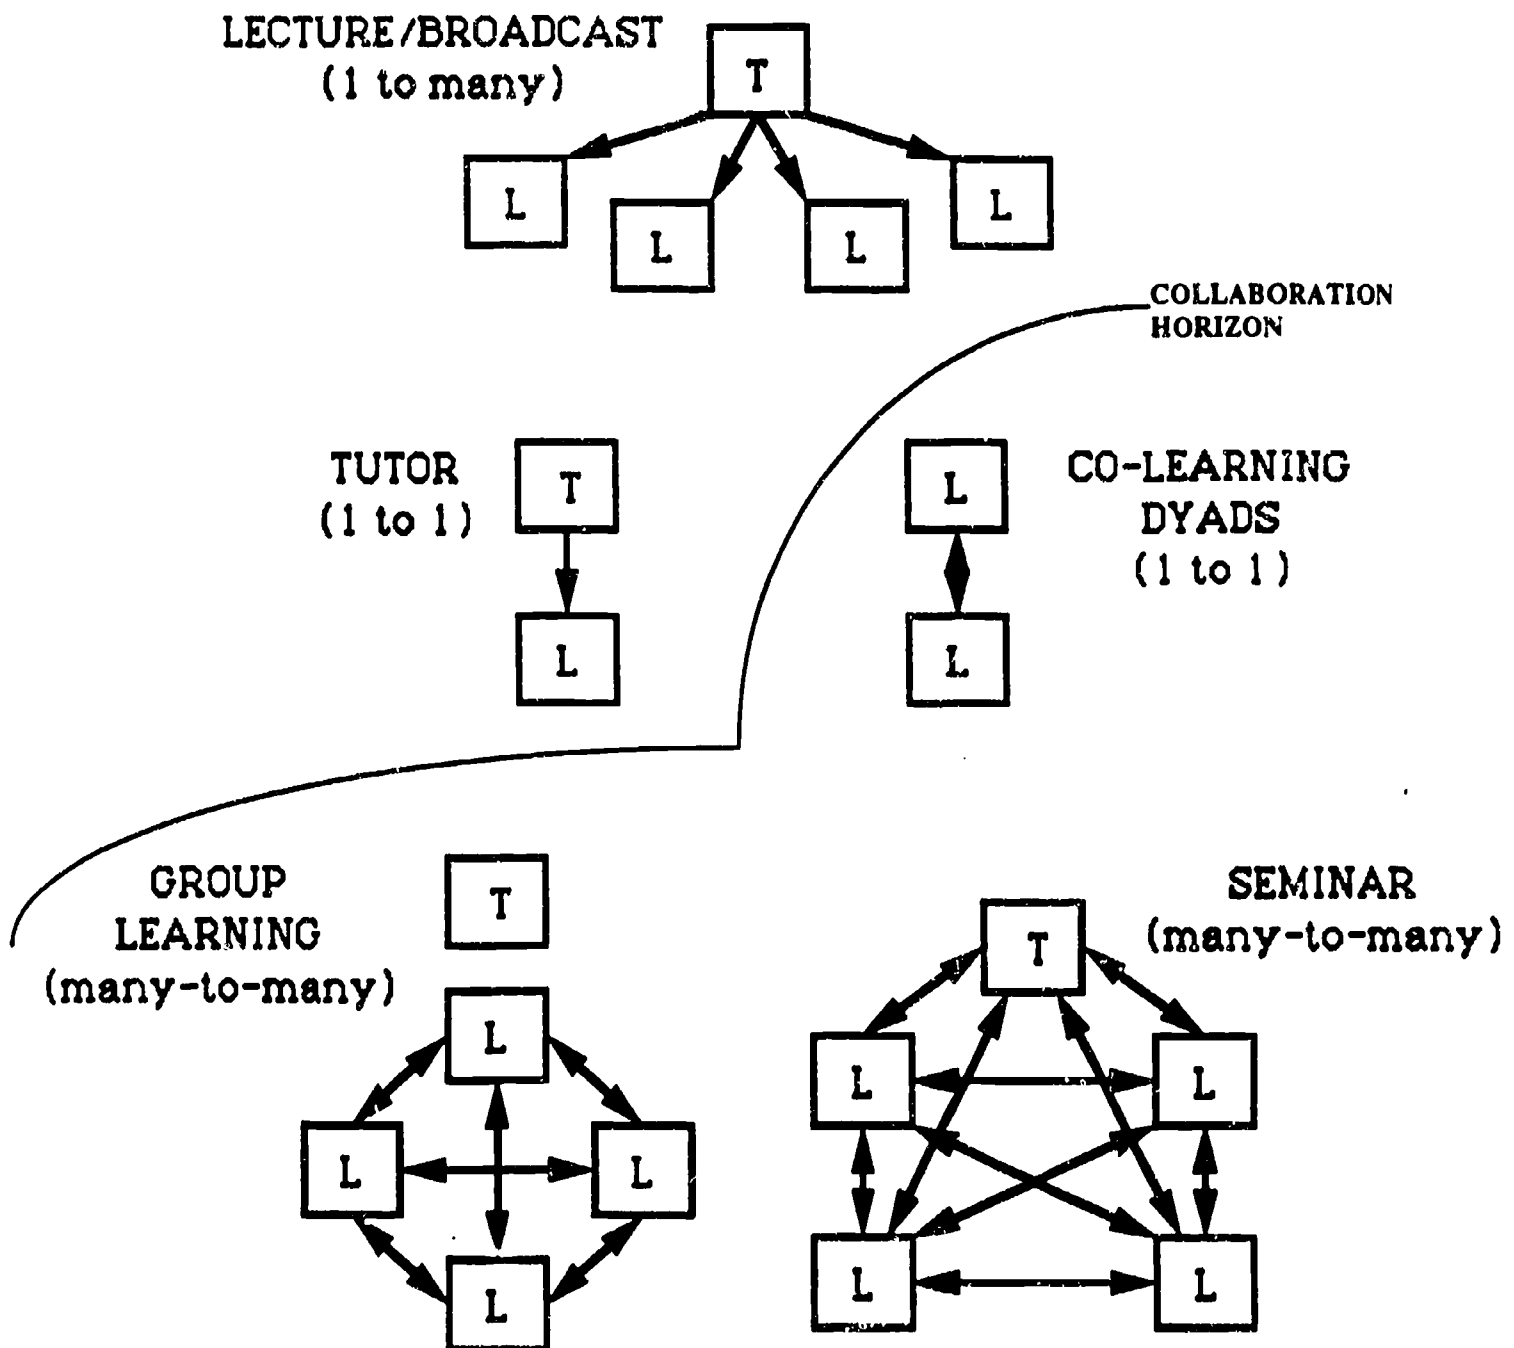 LECTURE/BROADCAST
(1 to many)
T
L
L
L
L
COLLABORATION
HORIZON
TUTOR
(1 to 1)
T
L
L
CO-LEARNING
DYADS
(1 to 1)
L
GROUP
LEARNING
(many-to-many)
T
L
L
L
L
SEMINAR
(many-to-many)
T
L
L
L
L